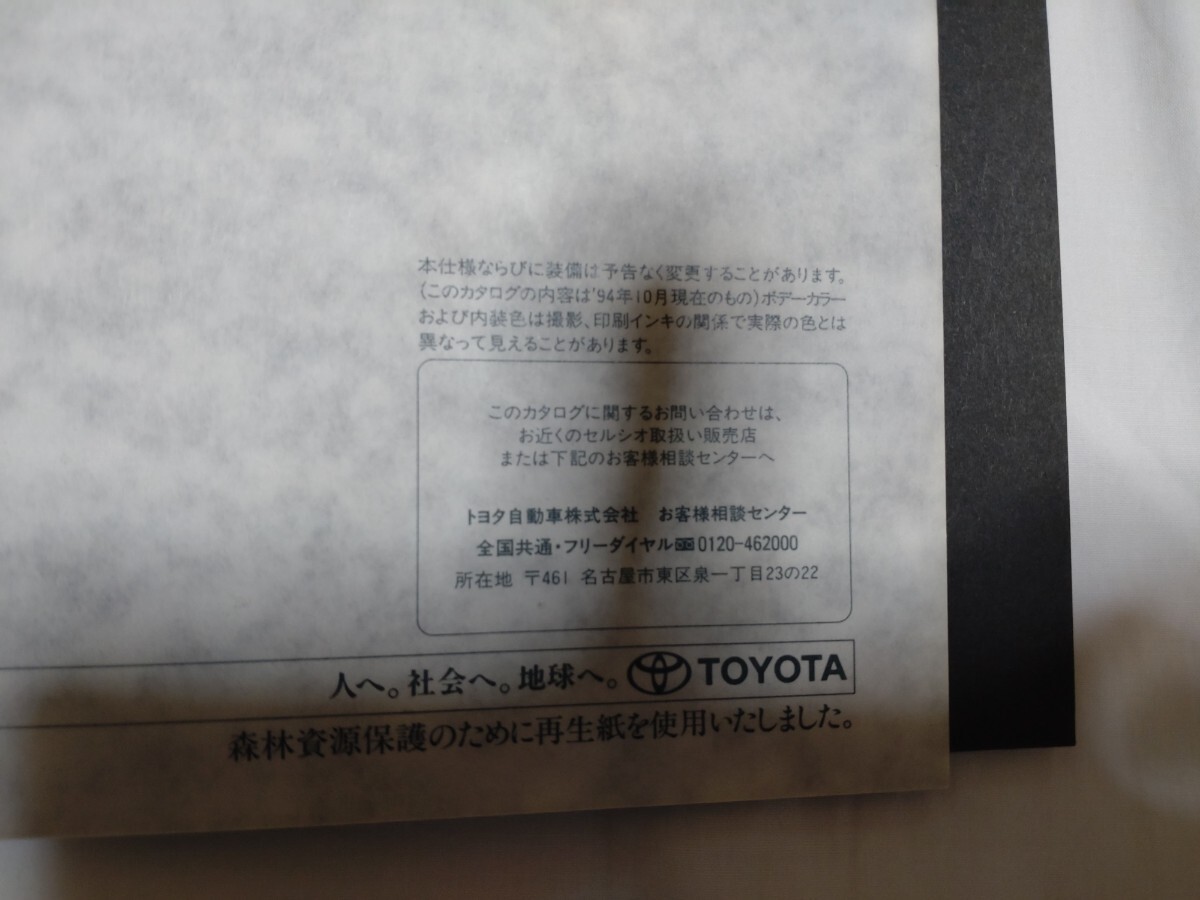 本仕様ならびに装備は予告なく変更することがあります。
(このカタログの内容は'94年10月現在のもの)ボデーカラー
および内装色は撮影、印刷インキの関係で実際の色とは
異なって見えることがあります。
このカタログに関するお問い合わせは、
お近くのセルシオ取扱い販売店
または下記のお客様相談センターへ
トヨタ自動車株式会社　お客様相談センター
全国共通・フリーダイヤル 0120-462000
所在地 〒461 名古屋市東区泉一丁目23の22
人へ。社会へ。地球へ。 TOYOTA
森林資源保護のために再生紙を使用いたしました。